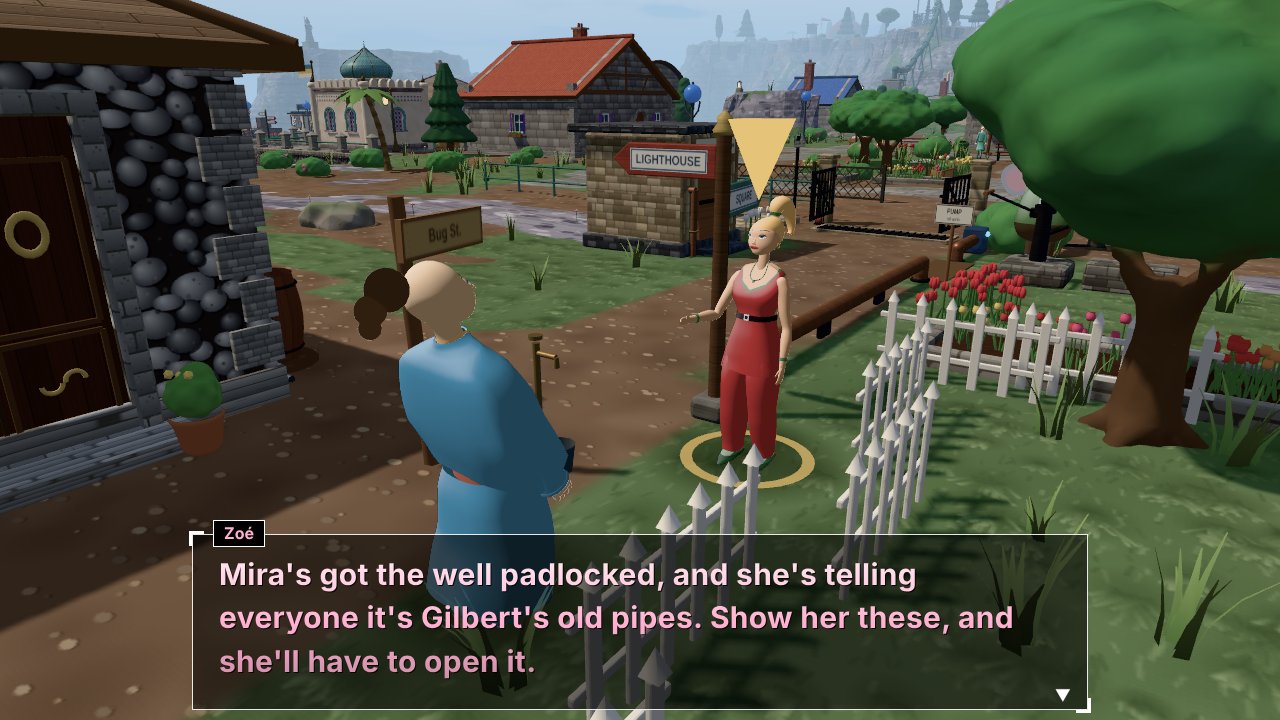 LIGHTHOUSE
SQUARE
Bug St.
PUMP
Zoé
Mira's got the well padlocked, and she's telling
everyone it's Gilbert's old pipes. Show her these, and
she'll have to open it.